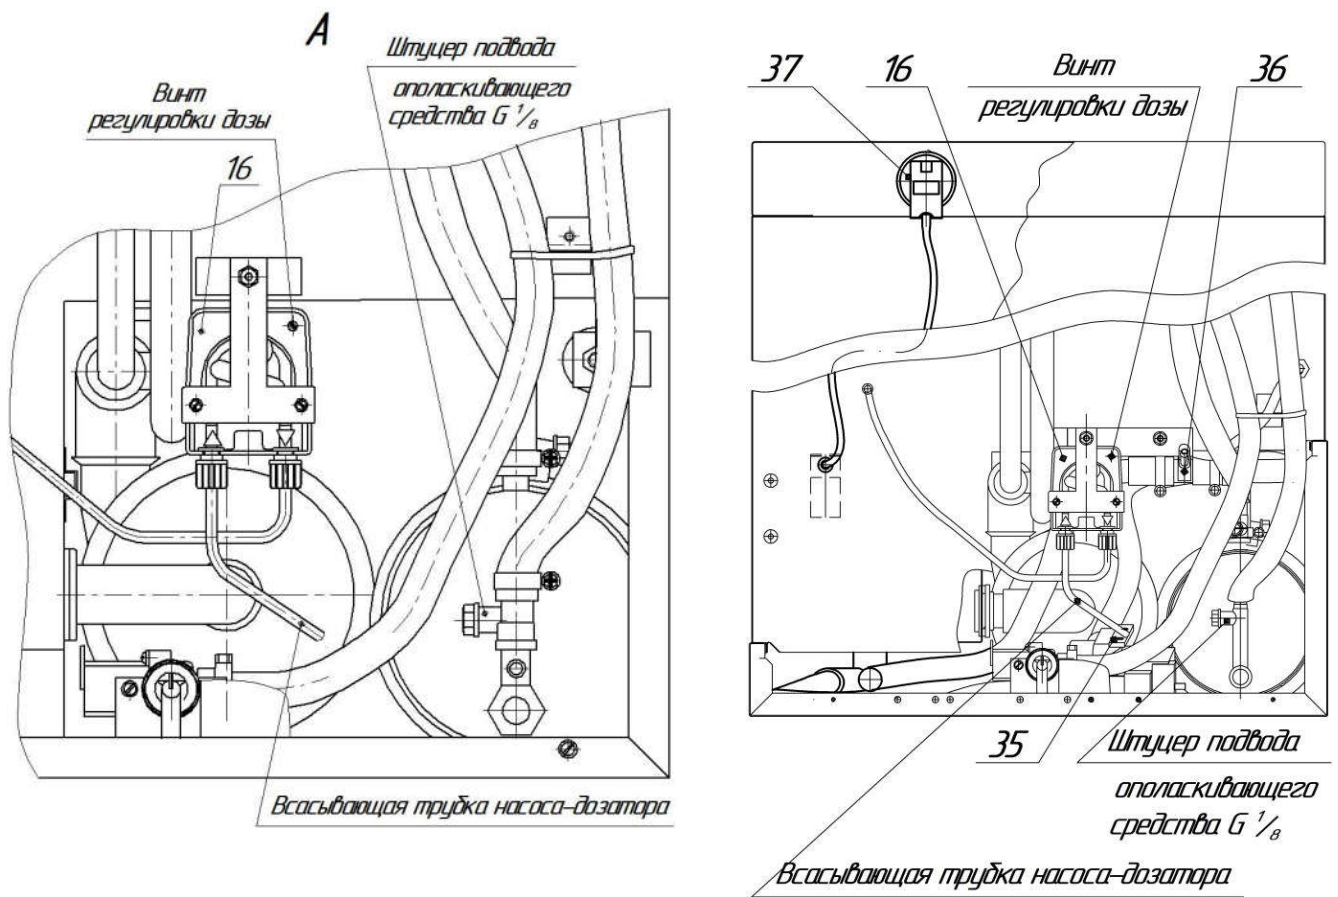 А
Штуцер подвода
ополаскивающего
средства G 1/8
Винт
регулировки дозы
16
Всасывающая трубка насоса-дозатора
37
16
Винт
регулировки дозы
36
35
Штуцер подвода
ополаскивающего
средства G 1/8
Всасывающая трубка насоса-дозатора